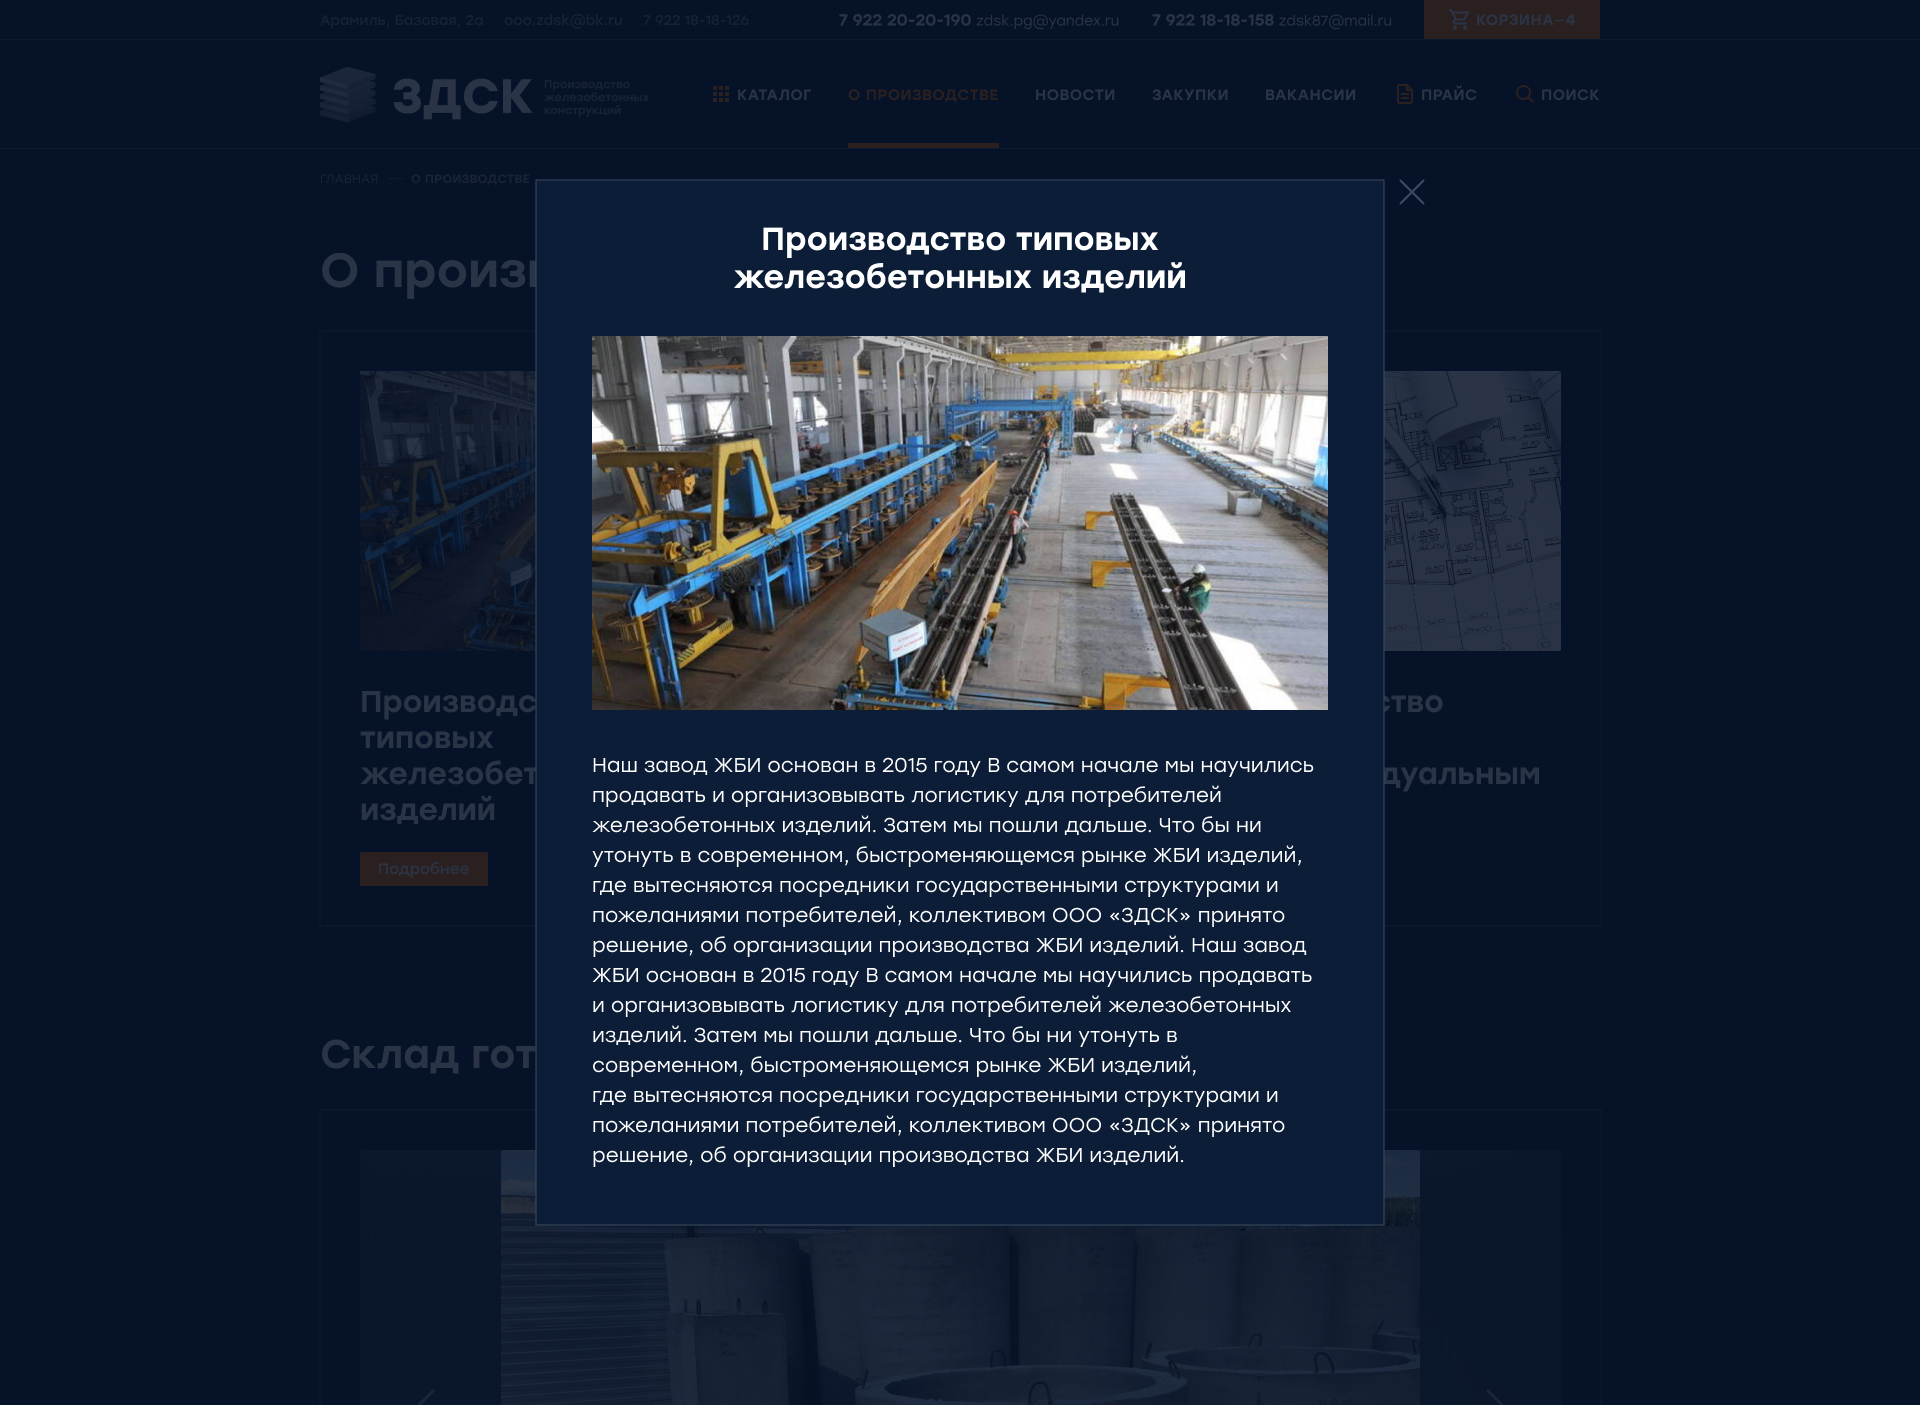 Арамиль, Базовая, 2а ooo.zdsk@bk.ru 7 922 18-18-126 7 922 20-20-190 zdsk.pg@yandex.ru 7 922 18-18-158 zdsk87@mail.ru КОРЗИНА—4
ЗДСК
Производство
железобетонных
конструкций
КАТАЛОГ О ПРОИЗВОДСТВЕ НОВОСТИ ЗАКУПКИ ВАКАНСИИ ПРАЙС ПОИСК
ГЛАВНАЯ — О ПРОИЗВОДСТВЕ
О произв
Производство типовых
железобетонных изделий
Наш завод ЖБИ основан в 2015 году В самом начале мы научились
продавать и организовывать логистику для потребителей
железобетонных изделий. Затем мы пошли дальше. Что бы ни
утонуть в современном, быстроменяющемся рынке ЖБИ изделий,
где вытесняются посредники государственными структурами и
пожеланиями потребителей, коллективом ООО «ЗДСК» принято
решение, об организации производства ЖБИ изделий. Наш завод
ЖБИ основан в 2015 году В самом начале мы научились продавать
и организовывать логистику для потребителей железобетонных
изделий. Затем мы пошли дальше. Что бы ни утонуть в
современном, быстроменяющемся рынке ЖБИ изделий,
где вытесняются посредники государственными структурами и
пожеланиями потребителей, коллективом ООО «ЗДСК» принято
решение, об организации производства ЖБИ изделий.
Производс
типовых
железобет
изделий
Подробнее
ство
дуальным
Склад гот